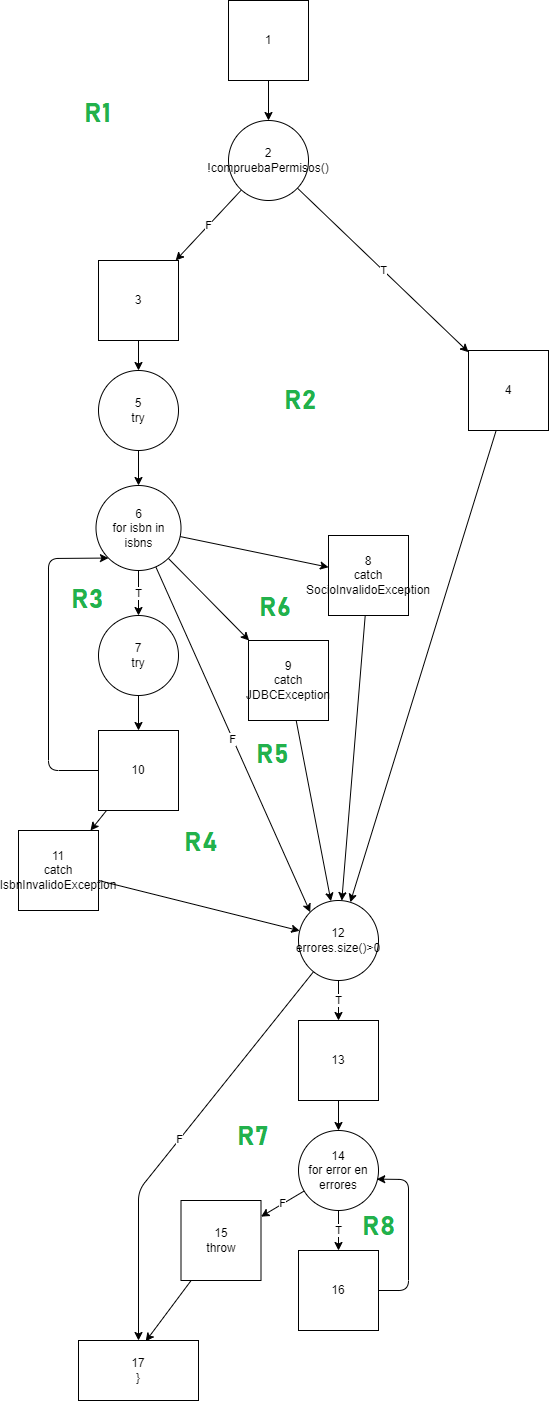 1
R1
2
!compruebaPermisos()
F
T
3
4
5
try
R2
6
for isbn in
isbns
8
catch
SocioInvalidoException
R3
T
R6
7
try
9
catch
JDBCException
F
R5
10
R4
11
catch
IsbnInvalidoException
12
errores.size()>0
T
13
R7
F
14
for error en
errores
F
T
R8
15
throw
16
17
}